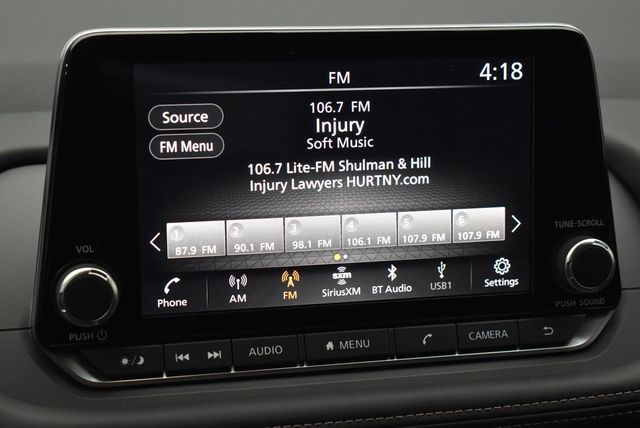 FM
4:18
Source
FM Menu
106.7 FM
Injury
Soft Music
106.7 Lite-FM Shulman & Hill
Injury Lawyers HURTNY.com
1 2 3 4 5 6
87.9 FM 90.1 FM 98.1 FM 106.1 FM 107.9 FM 107.9 FM
Phone AM FM sxm SiriusXM BT Audio USB1 Settings
VOL
PUSH
TUNE·SCROLL
PUSH SOUND
AUDIO MENU CAMERA